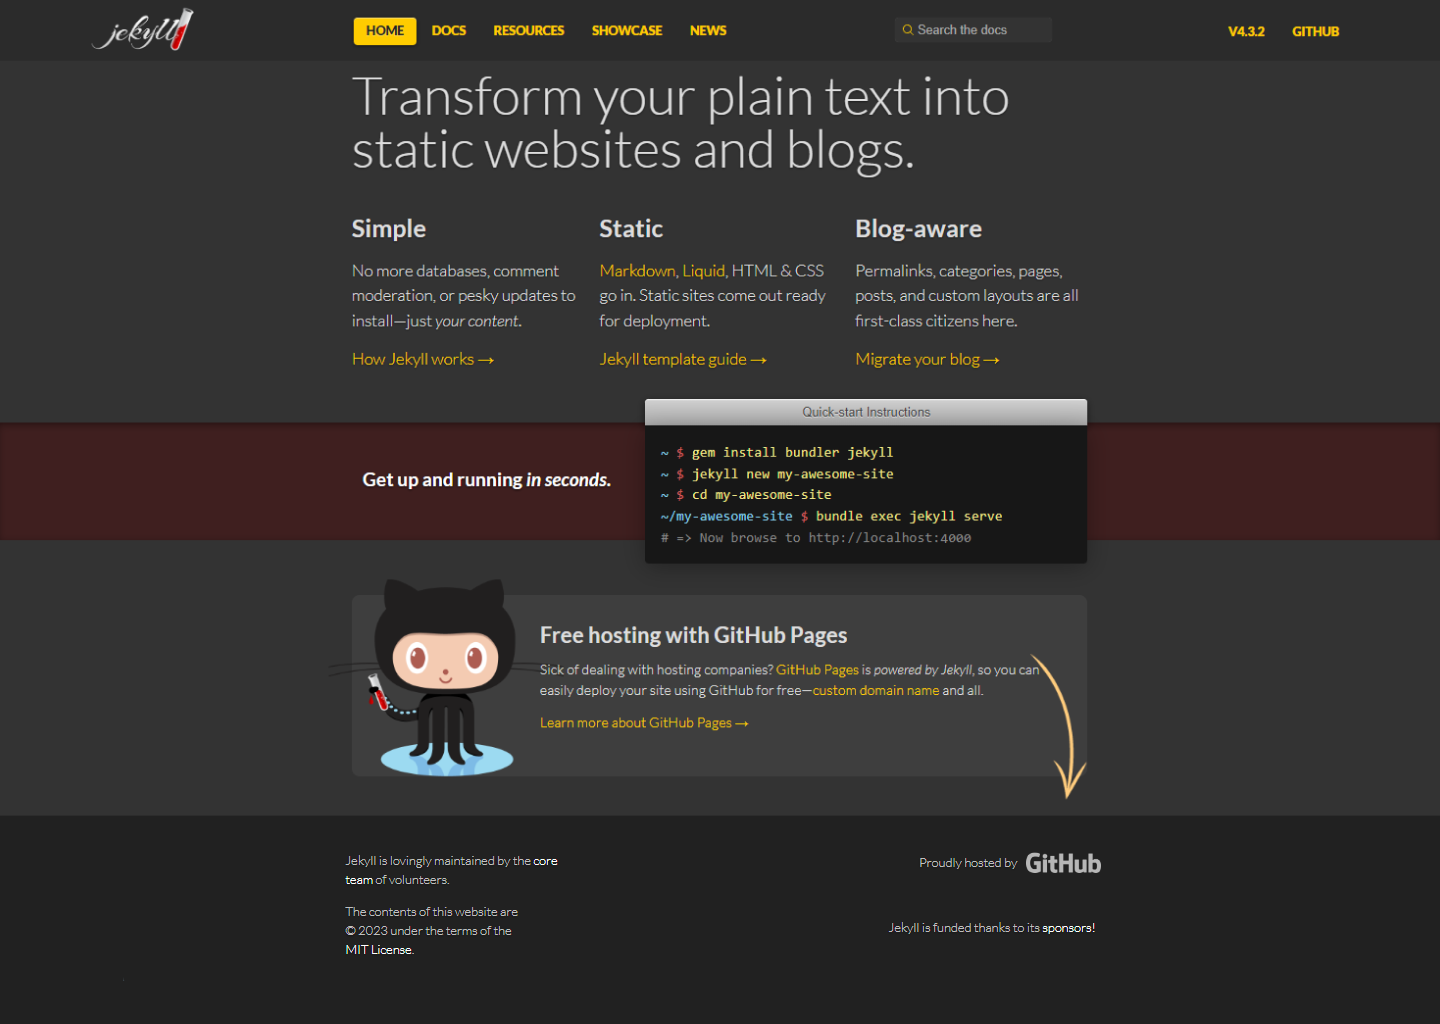 jekyll
HOME DOCS RESOURCES SHOWCASE NEWS
Search the docs
V4.3.2 GITHUB
Transform your plain text into
static websites and blogs.
Simple
No more databases, comment
moderation, or pesky updates to
install—just your content.
How Jekyll works →
Static
Markdown, Liquid, HTML & CSS
go in. Static sites come out ready
for deployment.
Jekyll template guide →
Blog-aware
Permalinks, categories, pages,
posts, and custom layouts are all
first-class citizens here.
Migrate your blog →
Get up and running in seconds.
Quick-start Instructions
~ $ gem install bundler jekyll
~ $ jekyll new my-awesome-site
~ $ cd my-awesome-site
~/my-awesome-site $ bundle exec jekyll serve
# => Now browse to http://localhost:4000
Free hosting with GitHub Pages
Sick of dealing with hosting companies? GitHub Pages is powered by Jekyll, so you can
easily deploy your site using GitHub for free—custom domain name and all.
Learn more about GitHub Pages →
Jekyll is lovingly maintained by the core
team of volunteers.
The contents of this website are
© 2023 under the terms of the
MIT License.
Proudly hosted by GitHub
Jekyll is funded thanks to its sponsors!